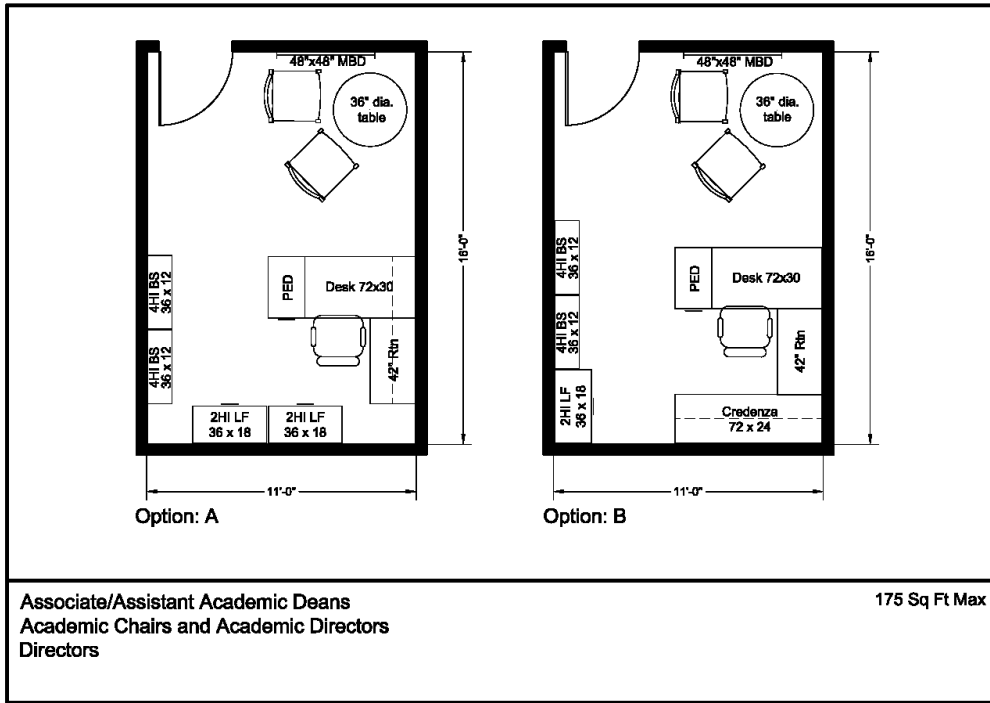 48"x48" MBD
36" dia.
table
16'-0"
4HI BS
36 x 12
4HI BS
36 x 12
PED
Desk 72x30
42" Rtn
2HI LF
36 x 18
2HI LF
36 x 18
11'-0"
Option: A
48"x48" MBD
36" dia.
table
16'-0"
4HI BS
36 x 12
4HI BS
36 x 12
2HI LF
36 x 18
PED
Desk 72x30
42" Rtn
Credenza
72 x 24
11'-0"
Option: B
Associate/Assistant Academic Deans
Academic Chairs and Academic Directors
Directors
175 Sq Ft Max